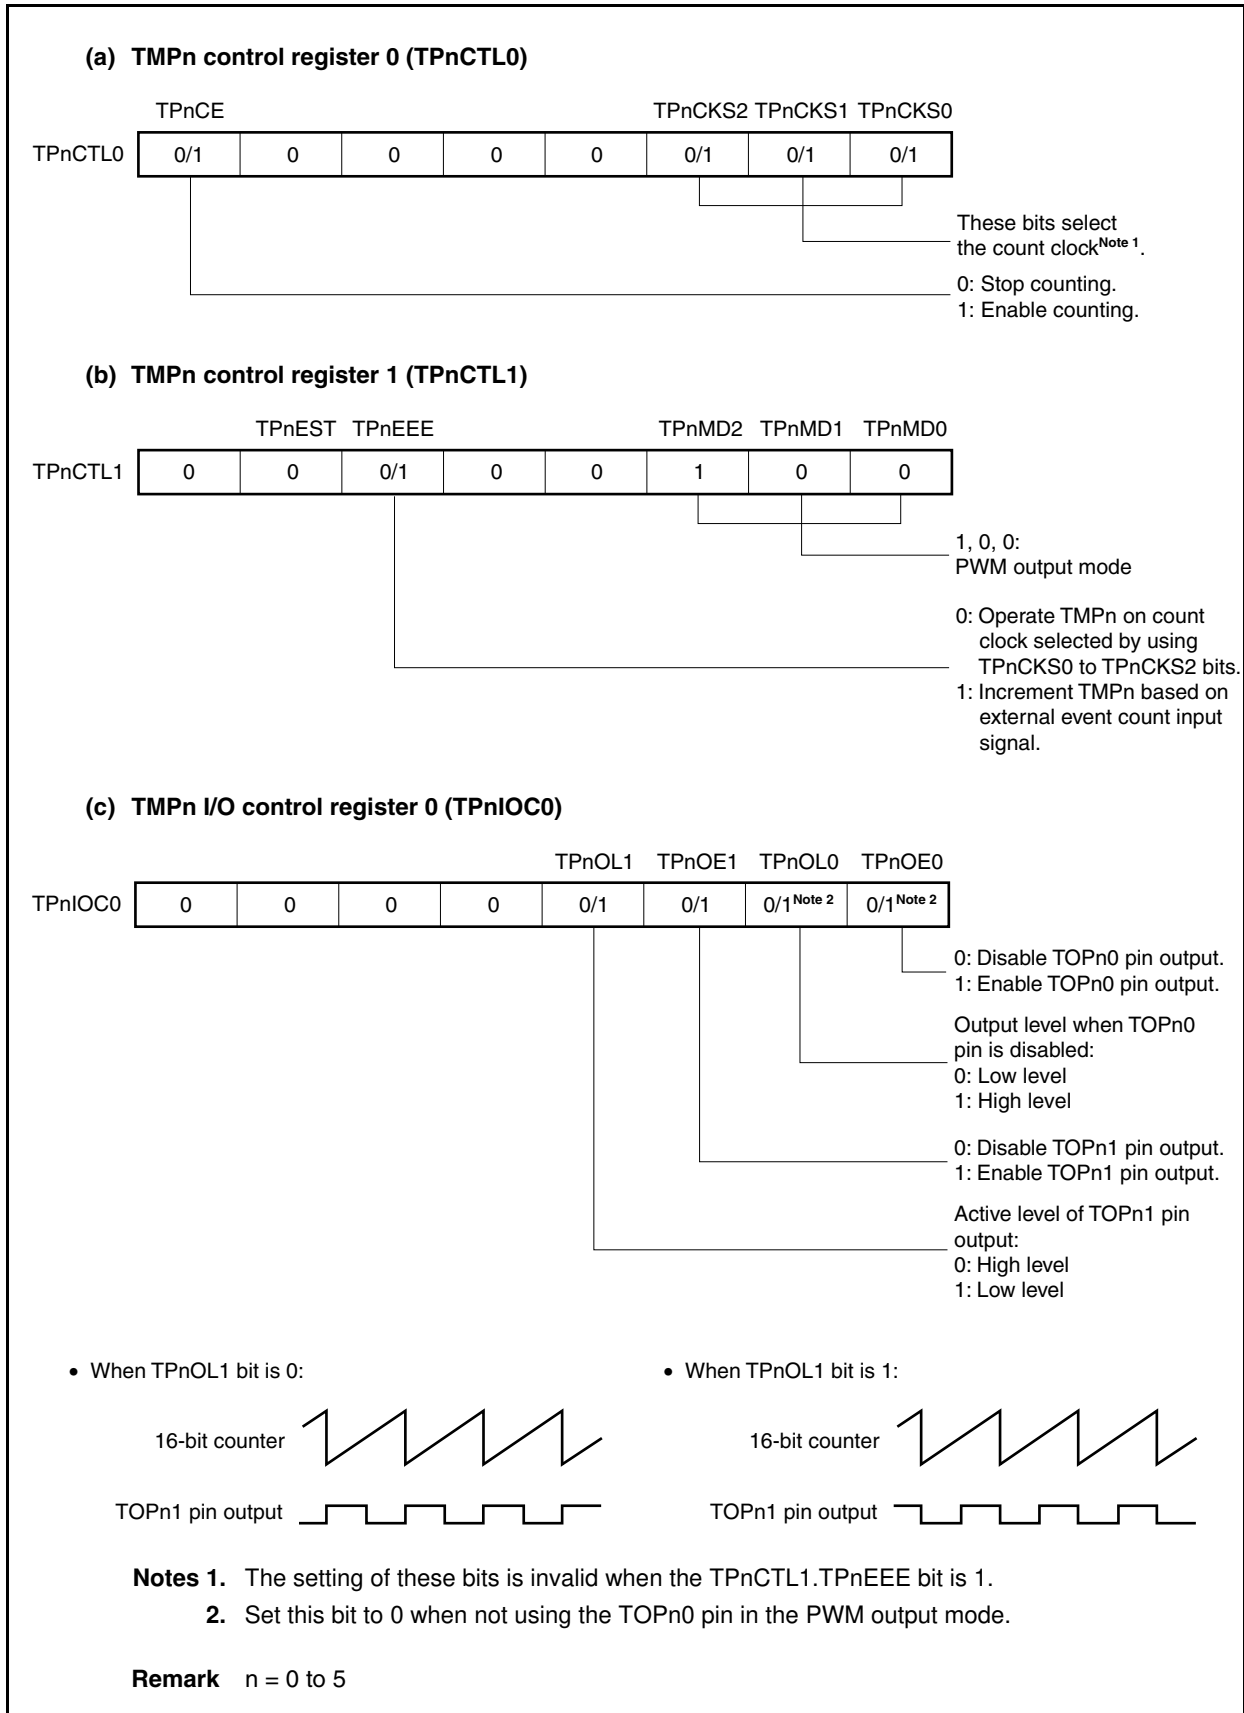 (a) TMPn control register 0 (TPnCTL0)
TPnCE TPnCKS2 TPnCKS1 TPnCKS0
TPnCTL0 0/1 0 0 0 0 0/1 0/1 0/1
These bits select
the count clock Note 1.
0: Stop counting.
1: Enable counting.
(b) TMPn control register 1 (TPnCTL1)
TPnEST TPnEEE TPnMD2 TPnMD1 TPnMD0
TPnCTL1 0 0 0/1 0 0 1 0 0
1, 0, 0:
PWM output mode
0: Operate TMPn on count
clock selected by using
TPnCKS0 to TPnCKS2 bits.
1: Increment TMPn based on
external event count input
signal.
(c) TMPn I/O control register 0 (TPnIOC0)
TPnOL1 TPnOE1 TPnOL0 TPnOE0
TPnIOC0 0 0 0 0 0/1 0/1 0/1 Note 2 0/1 Note 2
0: Disable TOPn0 pin output.
1: Enable TOPn0 pin output.
Output level when TOPn0
pin is disabled:
0: Low level
1: High level
0: Disable TOPn1 pin output.
1: Enable TOPn1 pin output.
Active level of TOPn1 pin
output:
0: High level
1: Low level
• When TPnOL1 bit is 0:
16-bit counter
TOPn1 pin output
• When TPnOL1 bit is 1:
16-bit counter
TOPn1 pin output
Notes 1. The setting of these bits is invalid when the TPnCTL1.TPnEEE bit is 1.
2. Set this bit to 0 when not using the TOPn0 pin in the PWM output mode.
Remark n = 0 to 5